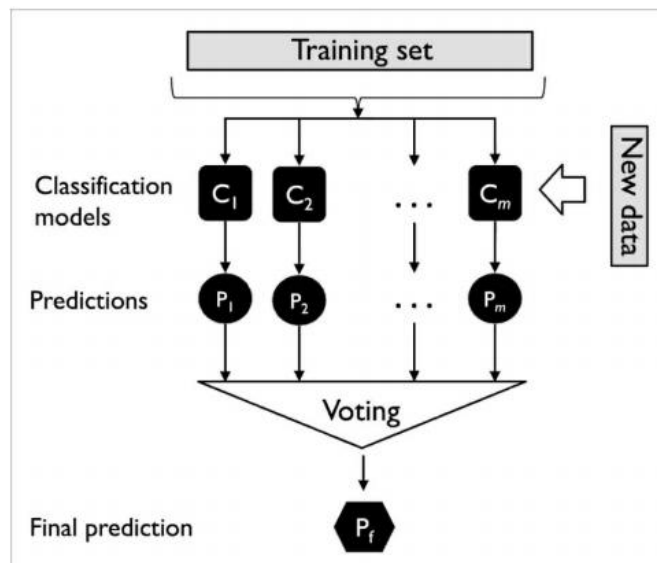 Training set
New data
Classification models
C1 C2 ... Cm
Predictions
P1 P2 ... Pm
Voting
Final prediction
Pf